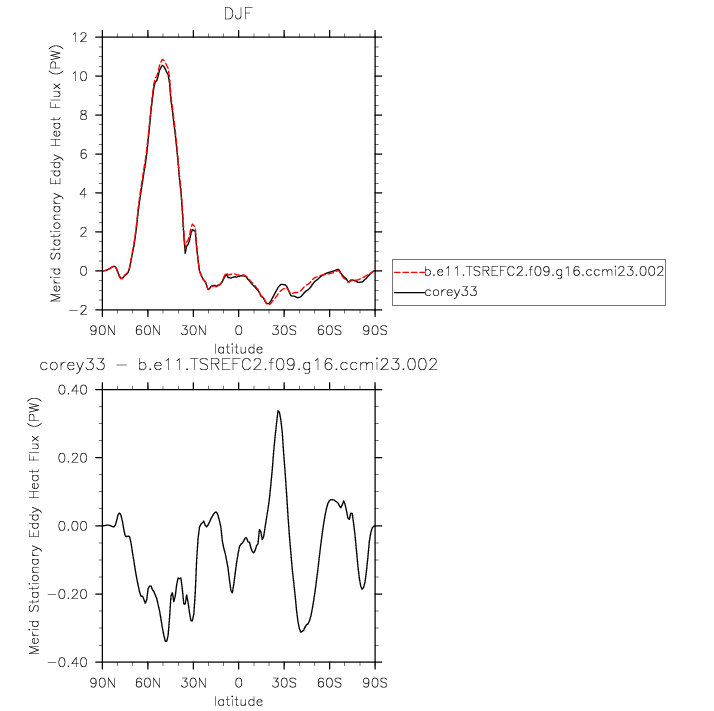 DJF
Merid Stationary Eddy Heat Flux (PW)
12
10
8
6
4
2
0
−2
90N 60N 30N 0 30S 60S 90S
latitude
b.e11.TSREFC2.f09.g16.ccmi23.002
corey33
corey33 − b.e11.TSREFC2.f09.g16.ccmi23.002
Merid Stationary Eddy Heat Flux (PW)
0.40
0.20
0.00
−0.20
−0.40
90N 60N 30N 0 30S 60S 90S
latitude